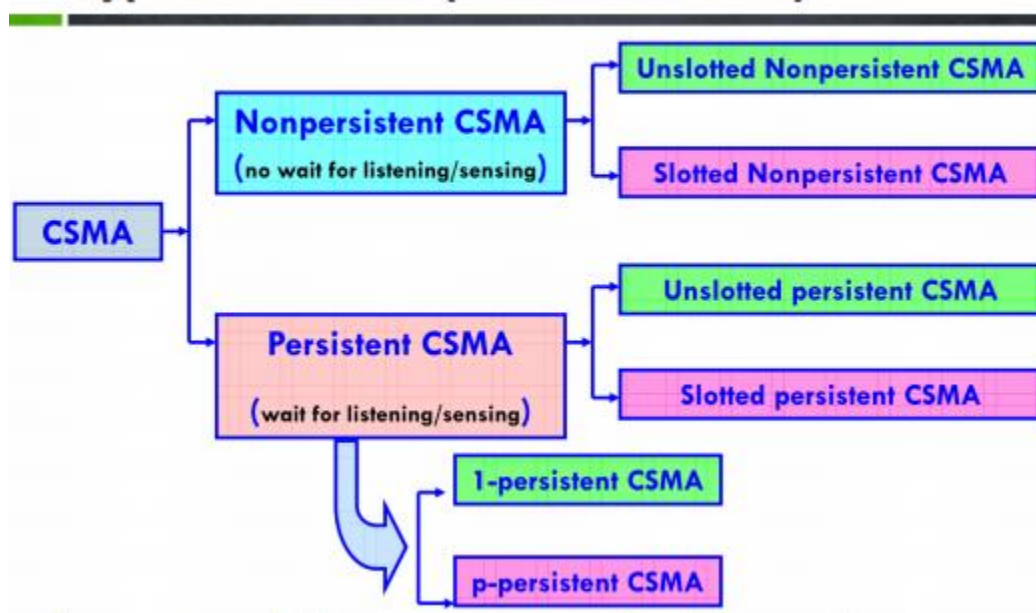 Unslotted Nonpersistent CSMA
Nonpersistent CSMA
(no wait for listening/sensing)
Slotted Nonpersistent CSMA
CSMA
Unslotted persistent CSMA
Persistent CSMA
(wait for listening/sensing)
Slotted persistent CSMA
1-persistent CSMA
p-persistent CSMA